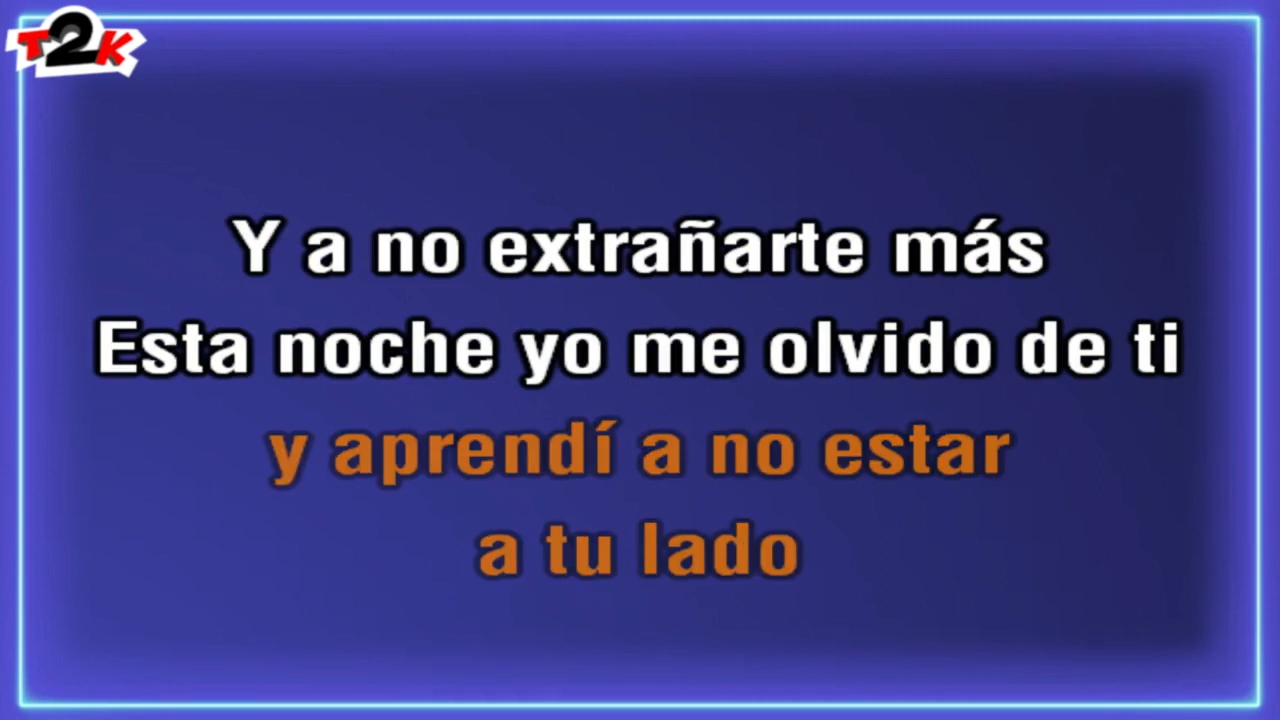 T2K
Y a no extrañarte más
Esta noche yo me olvido de ti
y aprendí a no estar
a tu lado